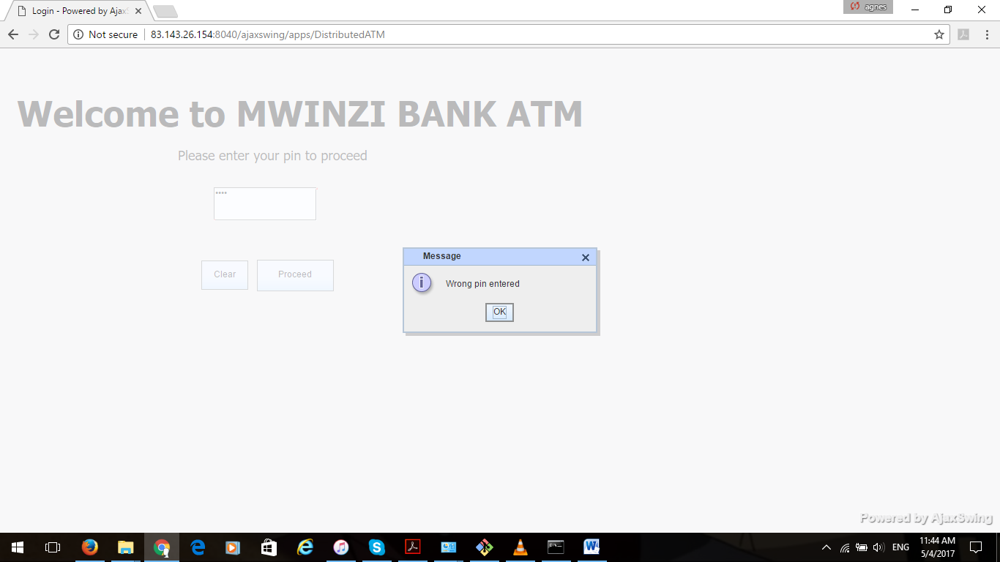 Login - Powered by Ajax
agnes
Not secure
83.143.26.154:8040/ajaxswing/apps/DistributedATM
Welcome to MWINZI BANK ATM
Please enter your pin to proceed
••••
Clear
Proceed
Message
Wrong pin entered
OK
Powered by AjaxSwing
ENG
11:44 AM
5/4/2017